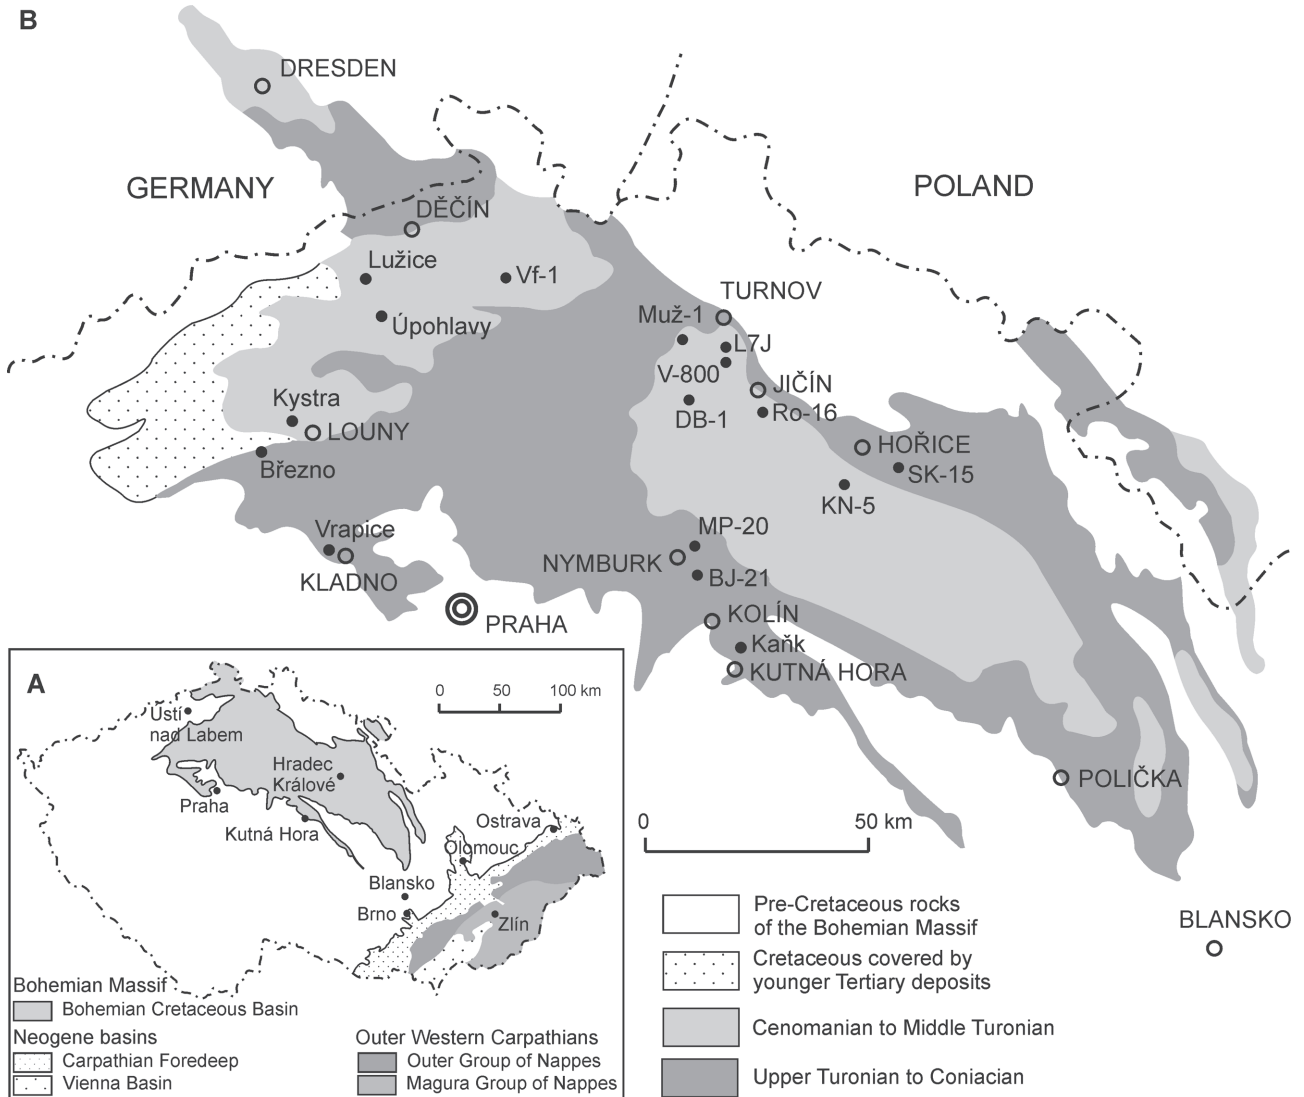 B
DRESDEN
GERMANY
POLAND
DĚČÍN
Lužice
Vf-1
Úpohlavy
TURNOV
Muž-1
L7J
V-800
JIČÍN
DB-1
Ro-16
Kystra
LOUNY
HOŘICE
Březno
SK-15
KN-5
Vrapice
MP-20
NYMBURK
KLADNO
BJ-21
PRAHA
KOLÍN
Kaňk
KUTNÁ HORA
POLIČKA
0 50 km
BLANSKO
Pre-Cretaceous rocks
of the Bohemian Massif
Cretaceous covered by
younger Tertiary deposits
Cenomanian to Middle Turonian
Upper Turonian to Coniacian
A
0 50 100 km
Ústí
nad Labem
Hradec
Králové
Praha
Kutná Hora
Ostrava
Olomouc
Blansko
Brno
Zlín
Bohemian Massif
Bohemian Cretaceous Basin
Neogene basins
Carpathian Foredeep
Vienna Basin
Outer Western Carpathians
Outer Group of Nappes
Magura Group of Nappes